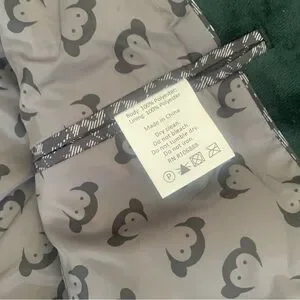 Body: 100% Polyester;
Lining: 100% Polyester;
Made in China
Dry clean.
Do not bleach.
Do not tumble dry.
Do not iron.